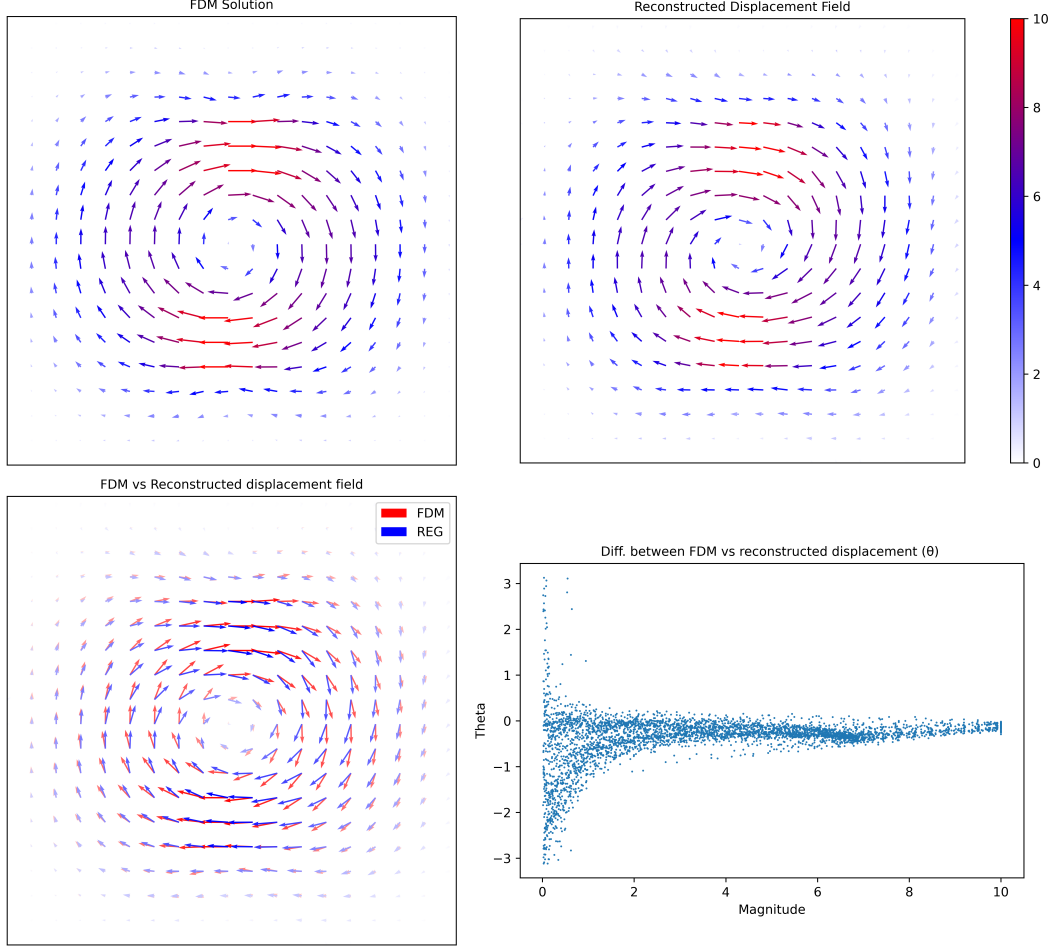 FDM Solution
Reconstructed Displacement Field
10
8
6
4
2
0
FDM vs Reconstructed displacement field
FDM
REG
Diff. between FDM vs reconstructed displacement (θ)
3
2
1
0
−1
−2
−3
Theta
0 2 4 6 8 10
Magnitude